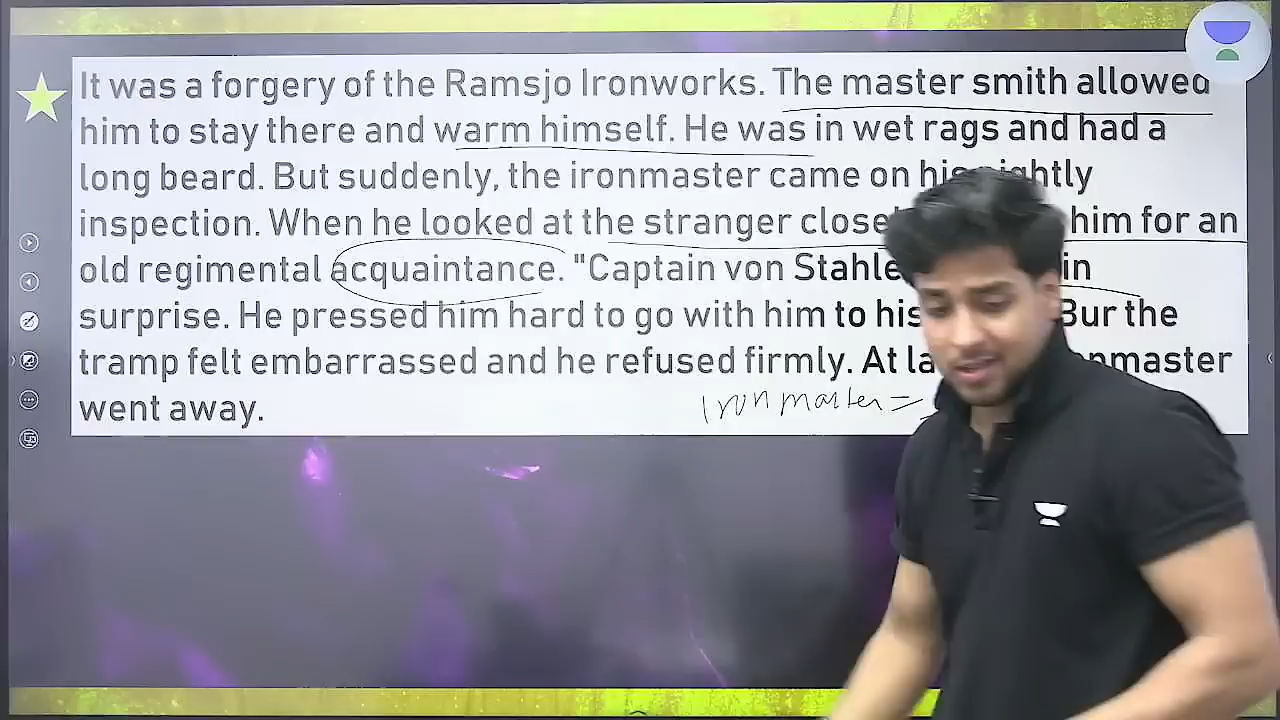 It was a forgery of the Ramsjo Ironworks. The master smith allowed
him to stay there and warm himself. He was in wet rags and had a
long beard. But suddenly, the ironmaster came on his nightly
inspection. When he looked at the stranger close him for an
old regimental acquaintance. "Captain von Stahle in
surprise. He pressed him hard to go with him to his Bur the
tramp felt embarrassed and he refused firmly. At la onmaster
went away.
Iron master =